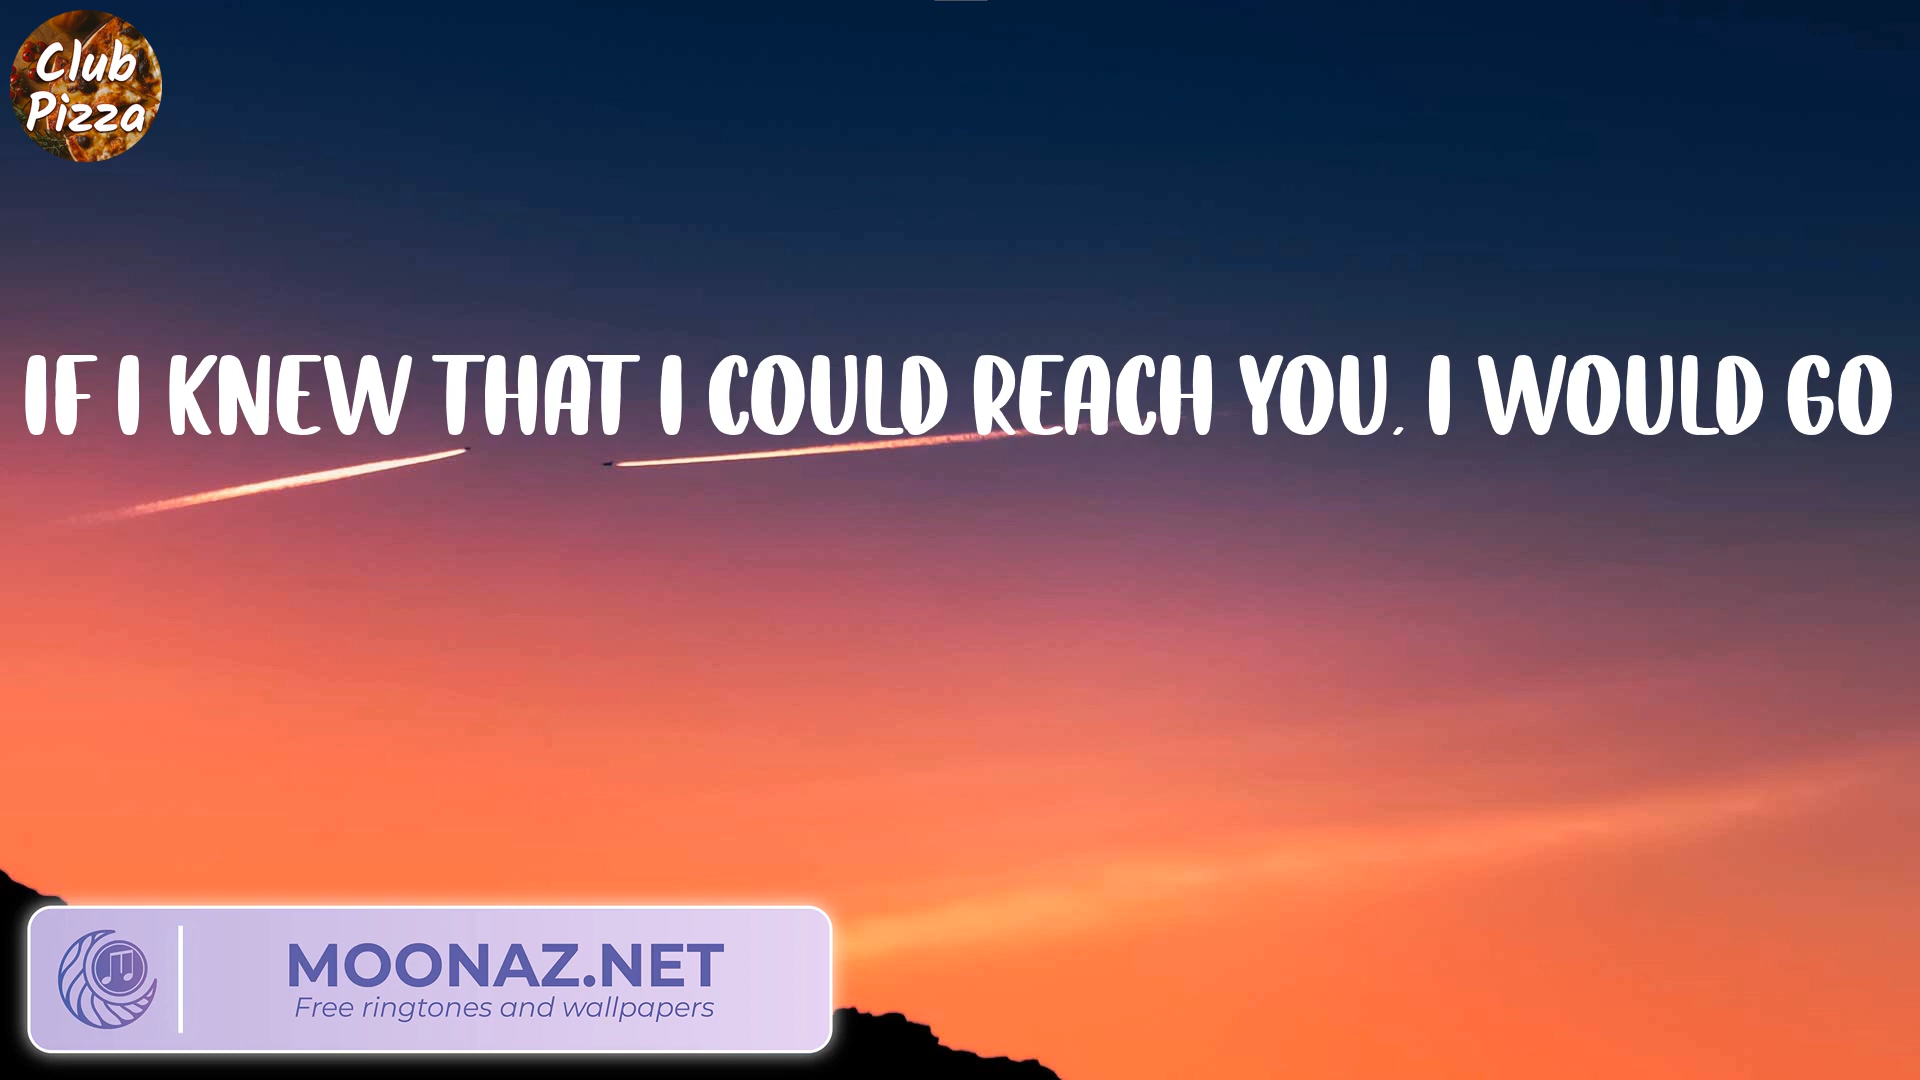 Club
Pizza
IF I KNEW THAT I COULD REACH YOU, I WOULD GO
MOONAZ.NET
Free ringtones and wallpapers